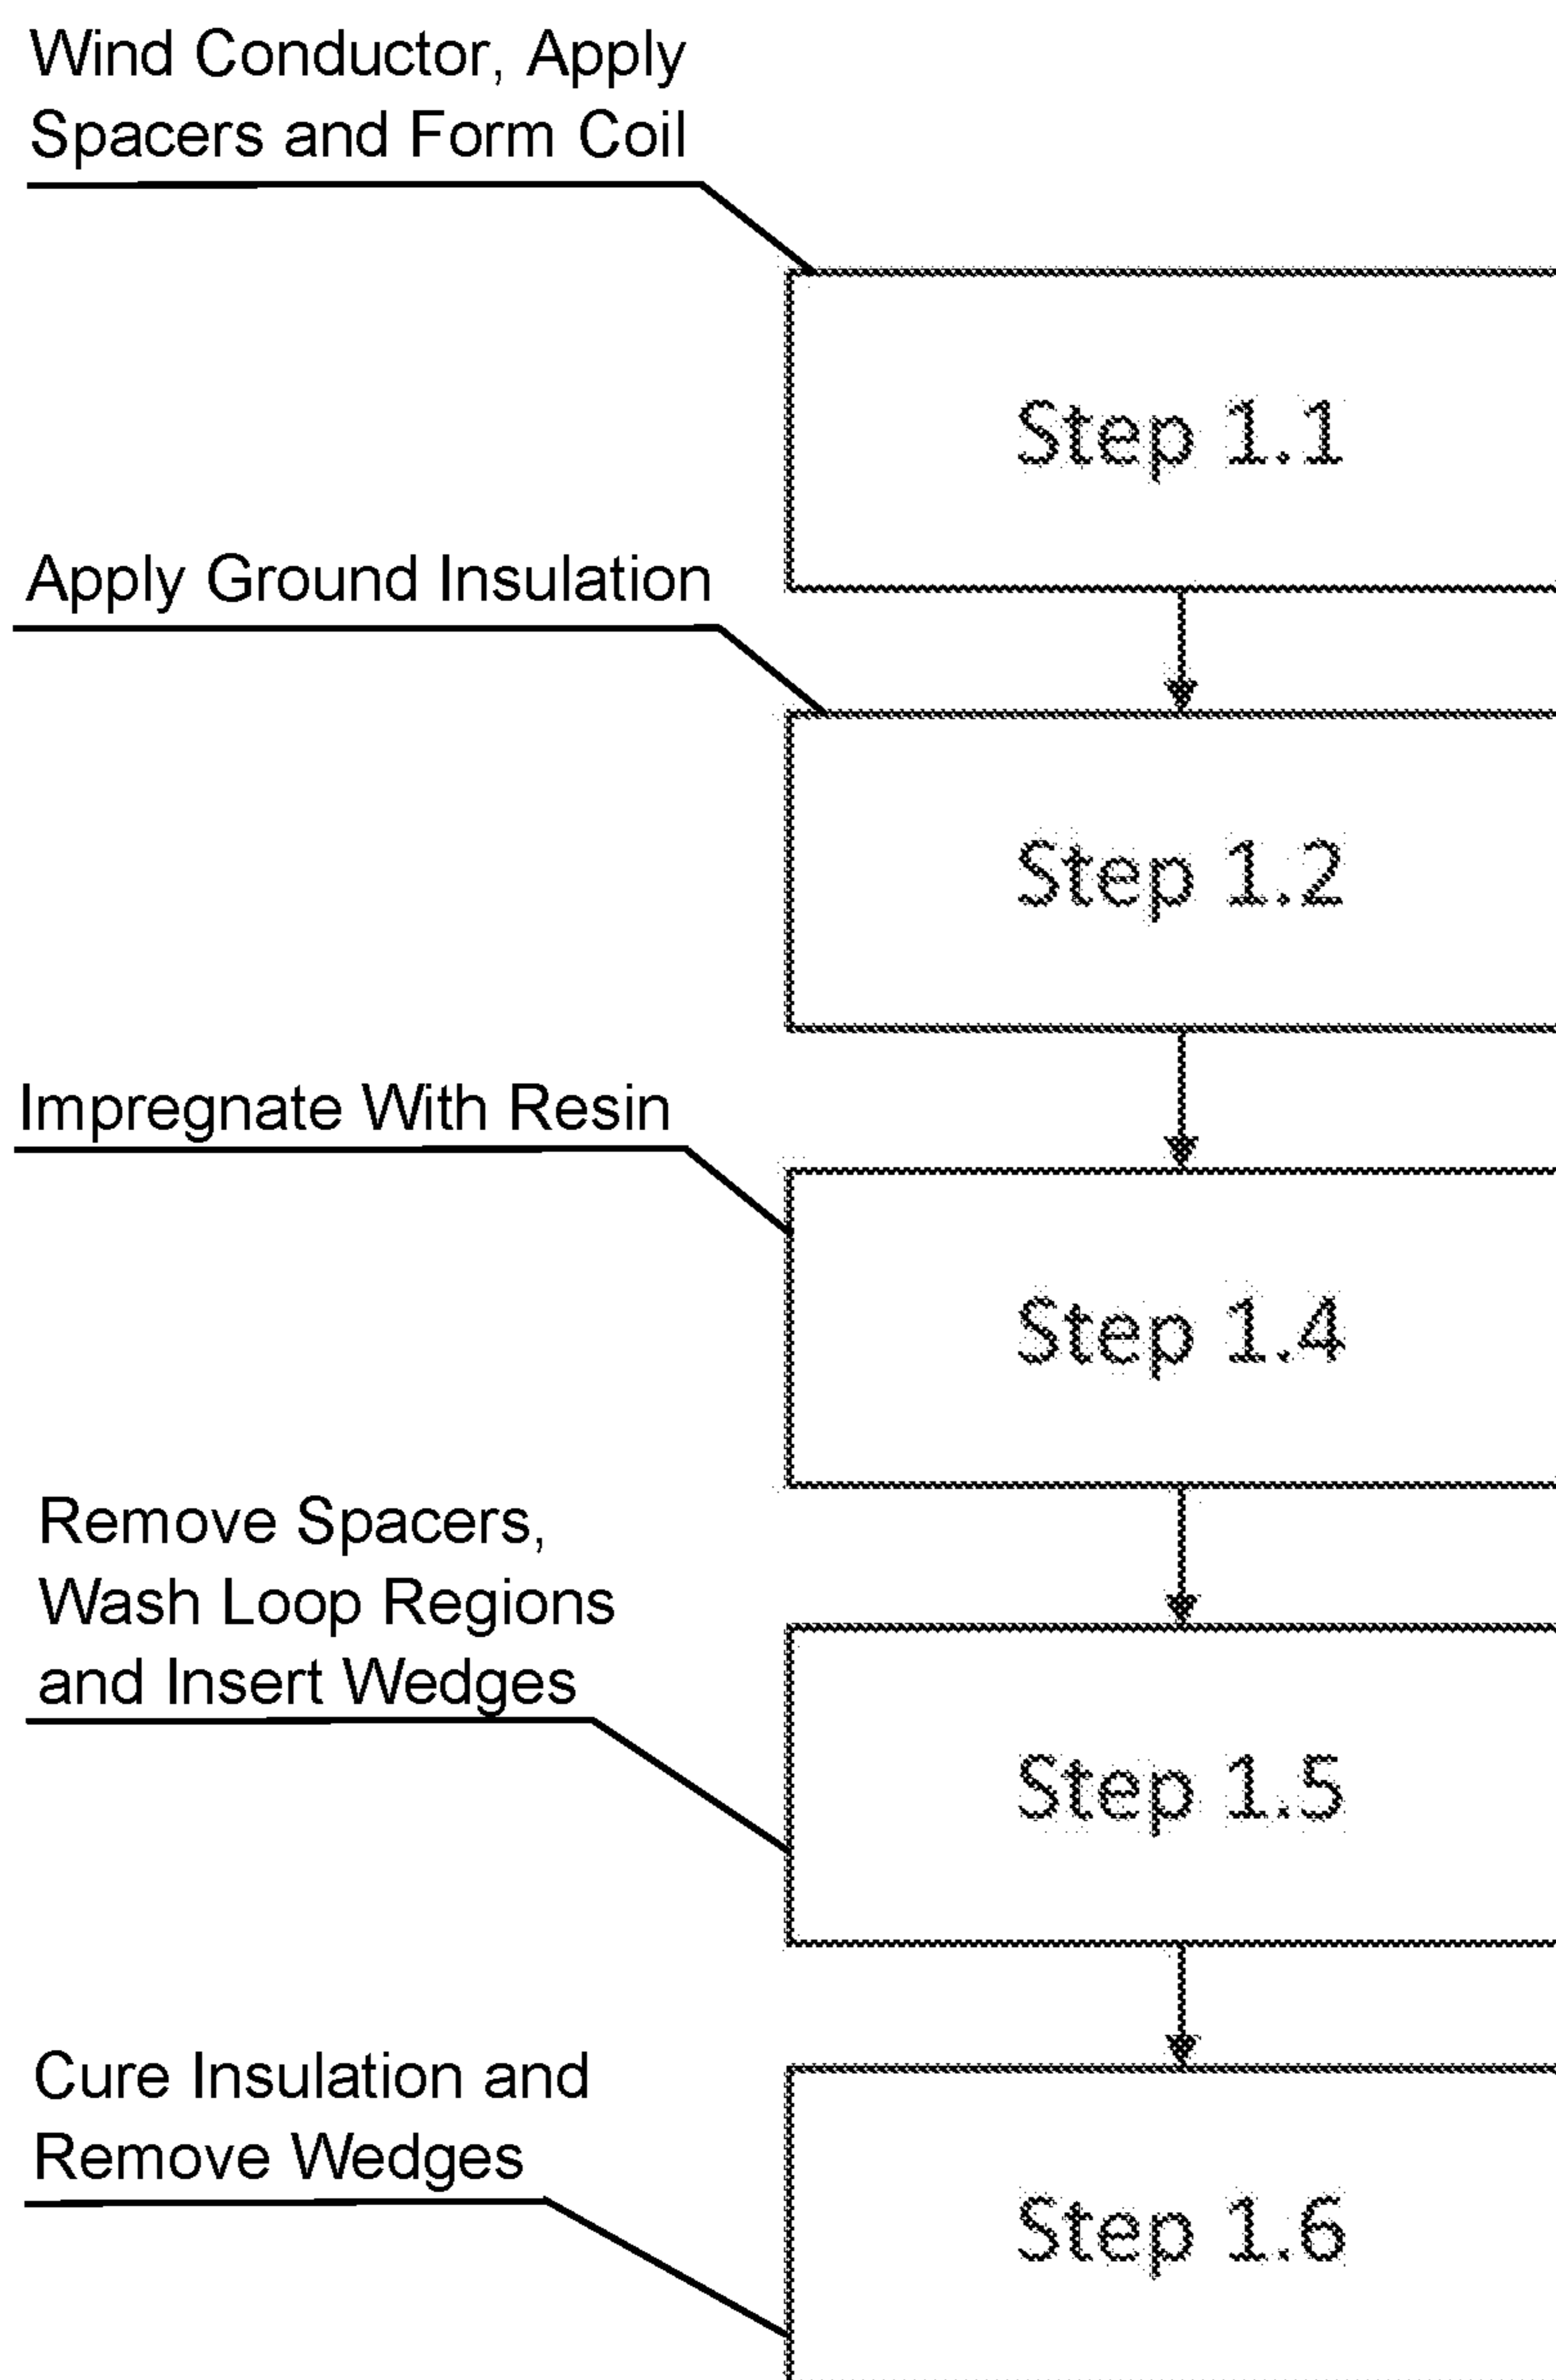 Wind Conductor, Apply
Spacers and Form Coil
Step 1.1
Apply Ground Insulation
Step 1.2
Impregnate With Resin
Step 1.4
Remove Spacers,
Wash Loop Regions
and Insert Wedges
Step 1.5
Cure Insulation and
Remove Wedges
Step 1.6